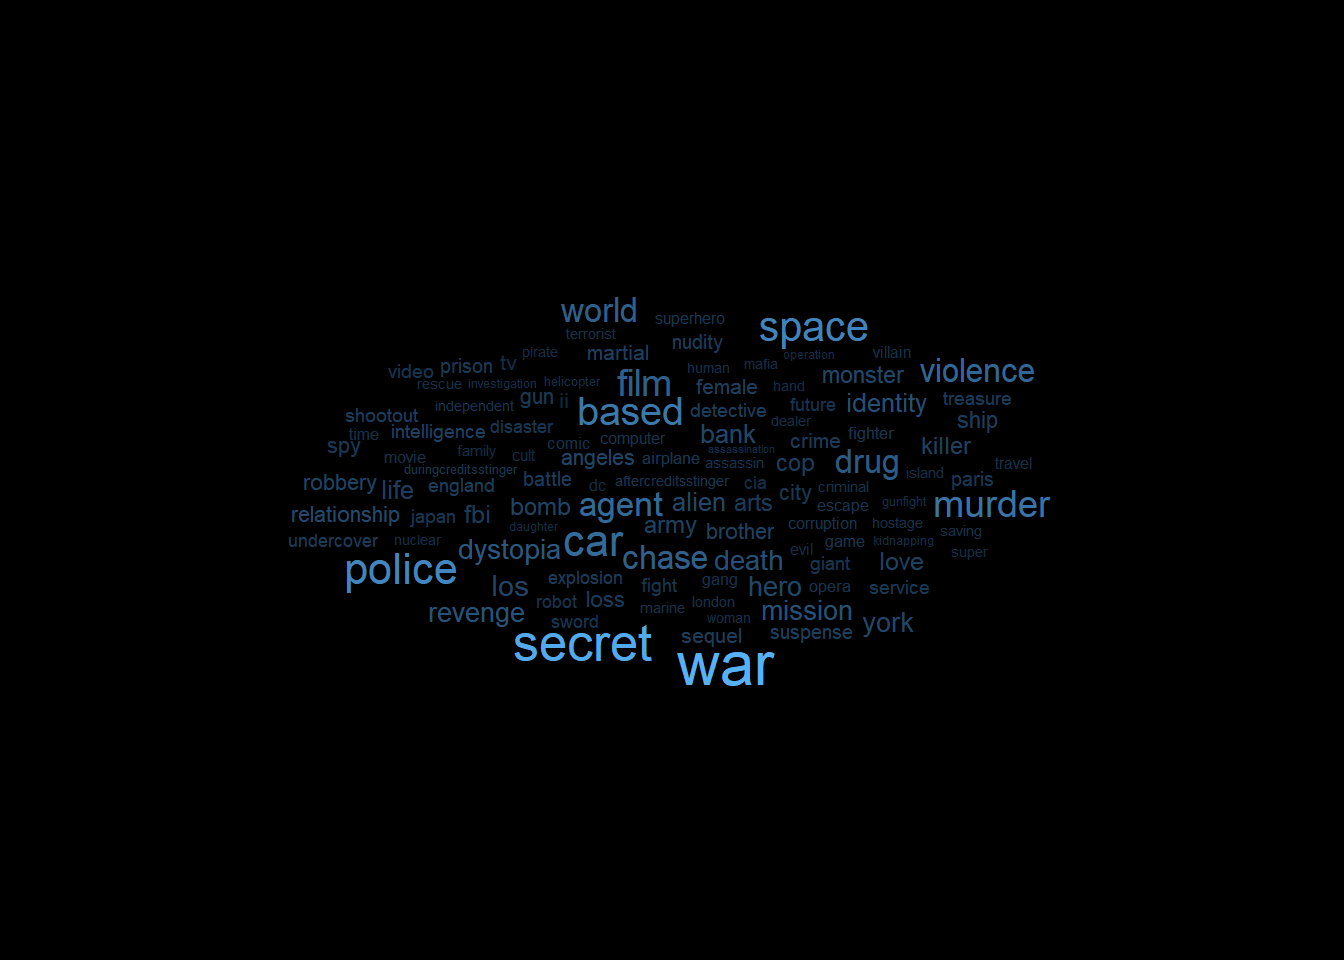 world
superhero
space
terrorist
nudity
pirate
martial
villain
operation
tv
prison
mafia
human
video
film
monster
violence
rescue
investigation
helicopter
female
hand
gun
ii
treasure
independent
future
identity
based
detective
shootout
ship
dealer
disaster
intelligence
time
bank
fighter
computer
comic
crime
spy
killer
family
assassination
cult
movie
angeles
airplane
assassin
cop
drug
travel
duringcreditsstinger
island
battle
paris
robbery
aftercreditsstinger
cia
dc
england
criminal
life
city
gunfight
alien
arts
agent
murder
escape
bomb
relationship
fbi
japan
hostage
corruption
army
daughter
brother
saving
undercover
nuclear
car
game
kidnapping
evil
dystopia
super
chase
death
love
giant
police
explosion
gang
fight
los
hero
opera
service
loss
robot
london
marine
mission
revenge
woman
sword
york
suspense
sequel
secret
war